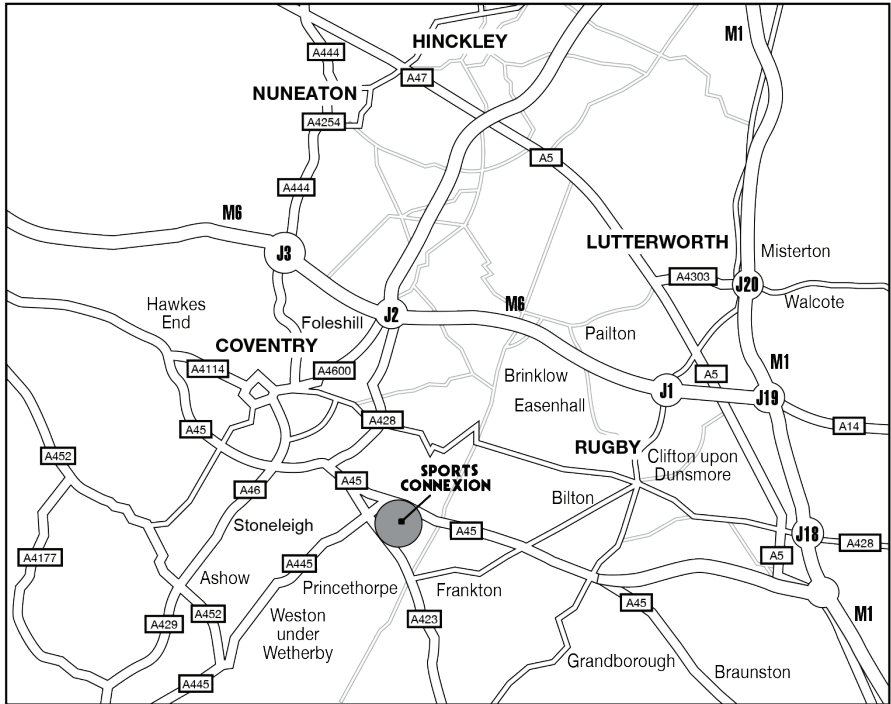 M1
HINCKLEY
A444
A47
NUNEATON
A4254
A5
A444
M6
LUTTERWORTH
Misterton
J3
A4303
J20
Walcote
Hawkes
End
Foleshill
J2
M6
Pailton
COVENTRY
M1
A4114
A4600
Brinklow
A5
J1
J19
Easenhall
A45
A428
A14
RUGBY
A452
Clifton upon
Dunsmore
SPORTS
CONNEXION
A46
A45
Bilton
Stoneleigh
A45
J18
A428
A4177
A445
A5
Ashow
Princethorpe
Frankton
A452
A429
A423
A45
M1
Weston
under
Wetherby
Grandborough
Braunston
A445